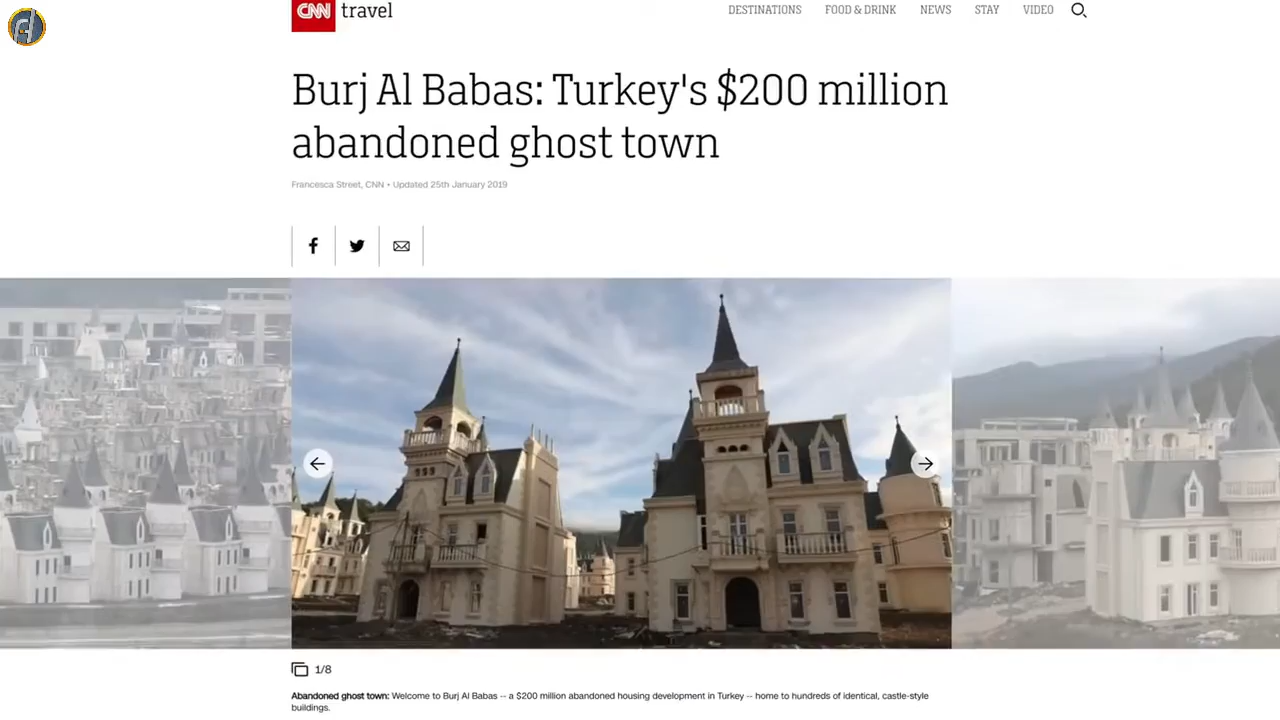 CNN travel DESTINATIONS FOOD & DRINK NEWS STAY VIDEO
Burj Al Babas: Turkey's $200 million
abandoned ghost town
Francesca Street, CNN • Updated 25th January 2019
1/8
Abandoned ghost town: Welcome to Burj Al Babas -- a $200 million abandoned housing development in Turkey -- home to hundreds of identical, castle-style
buildings.